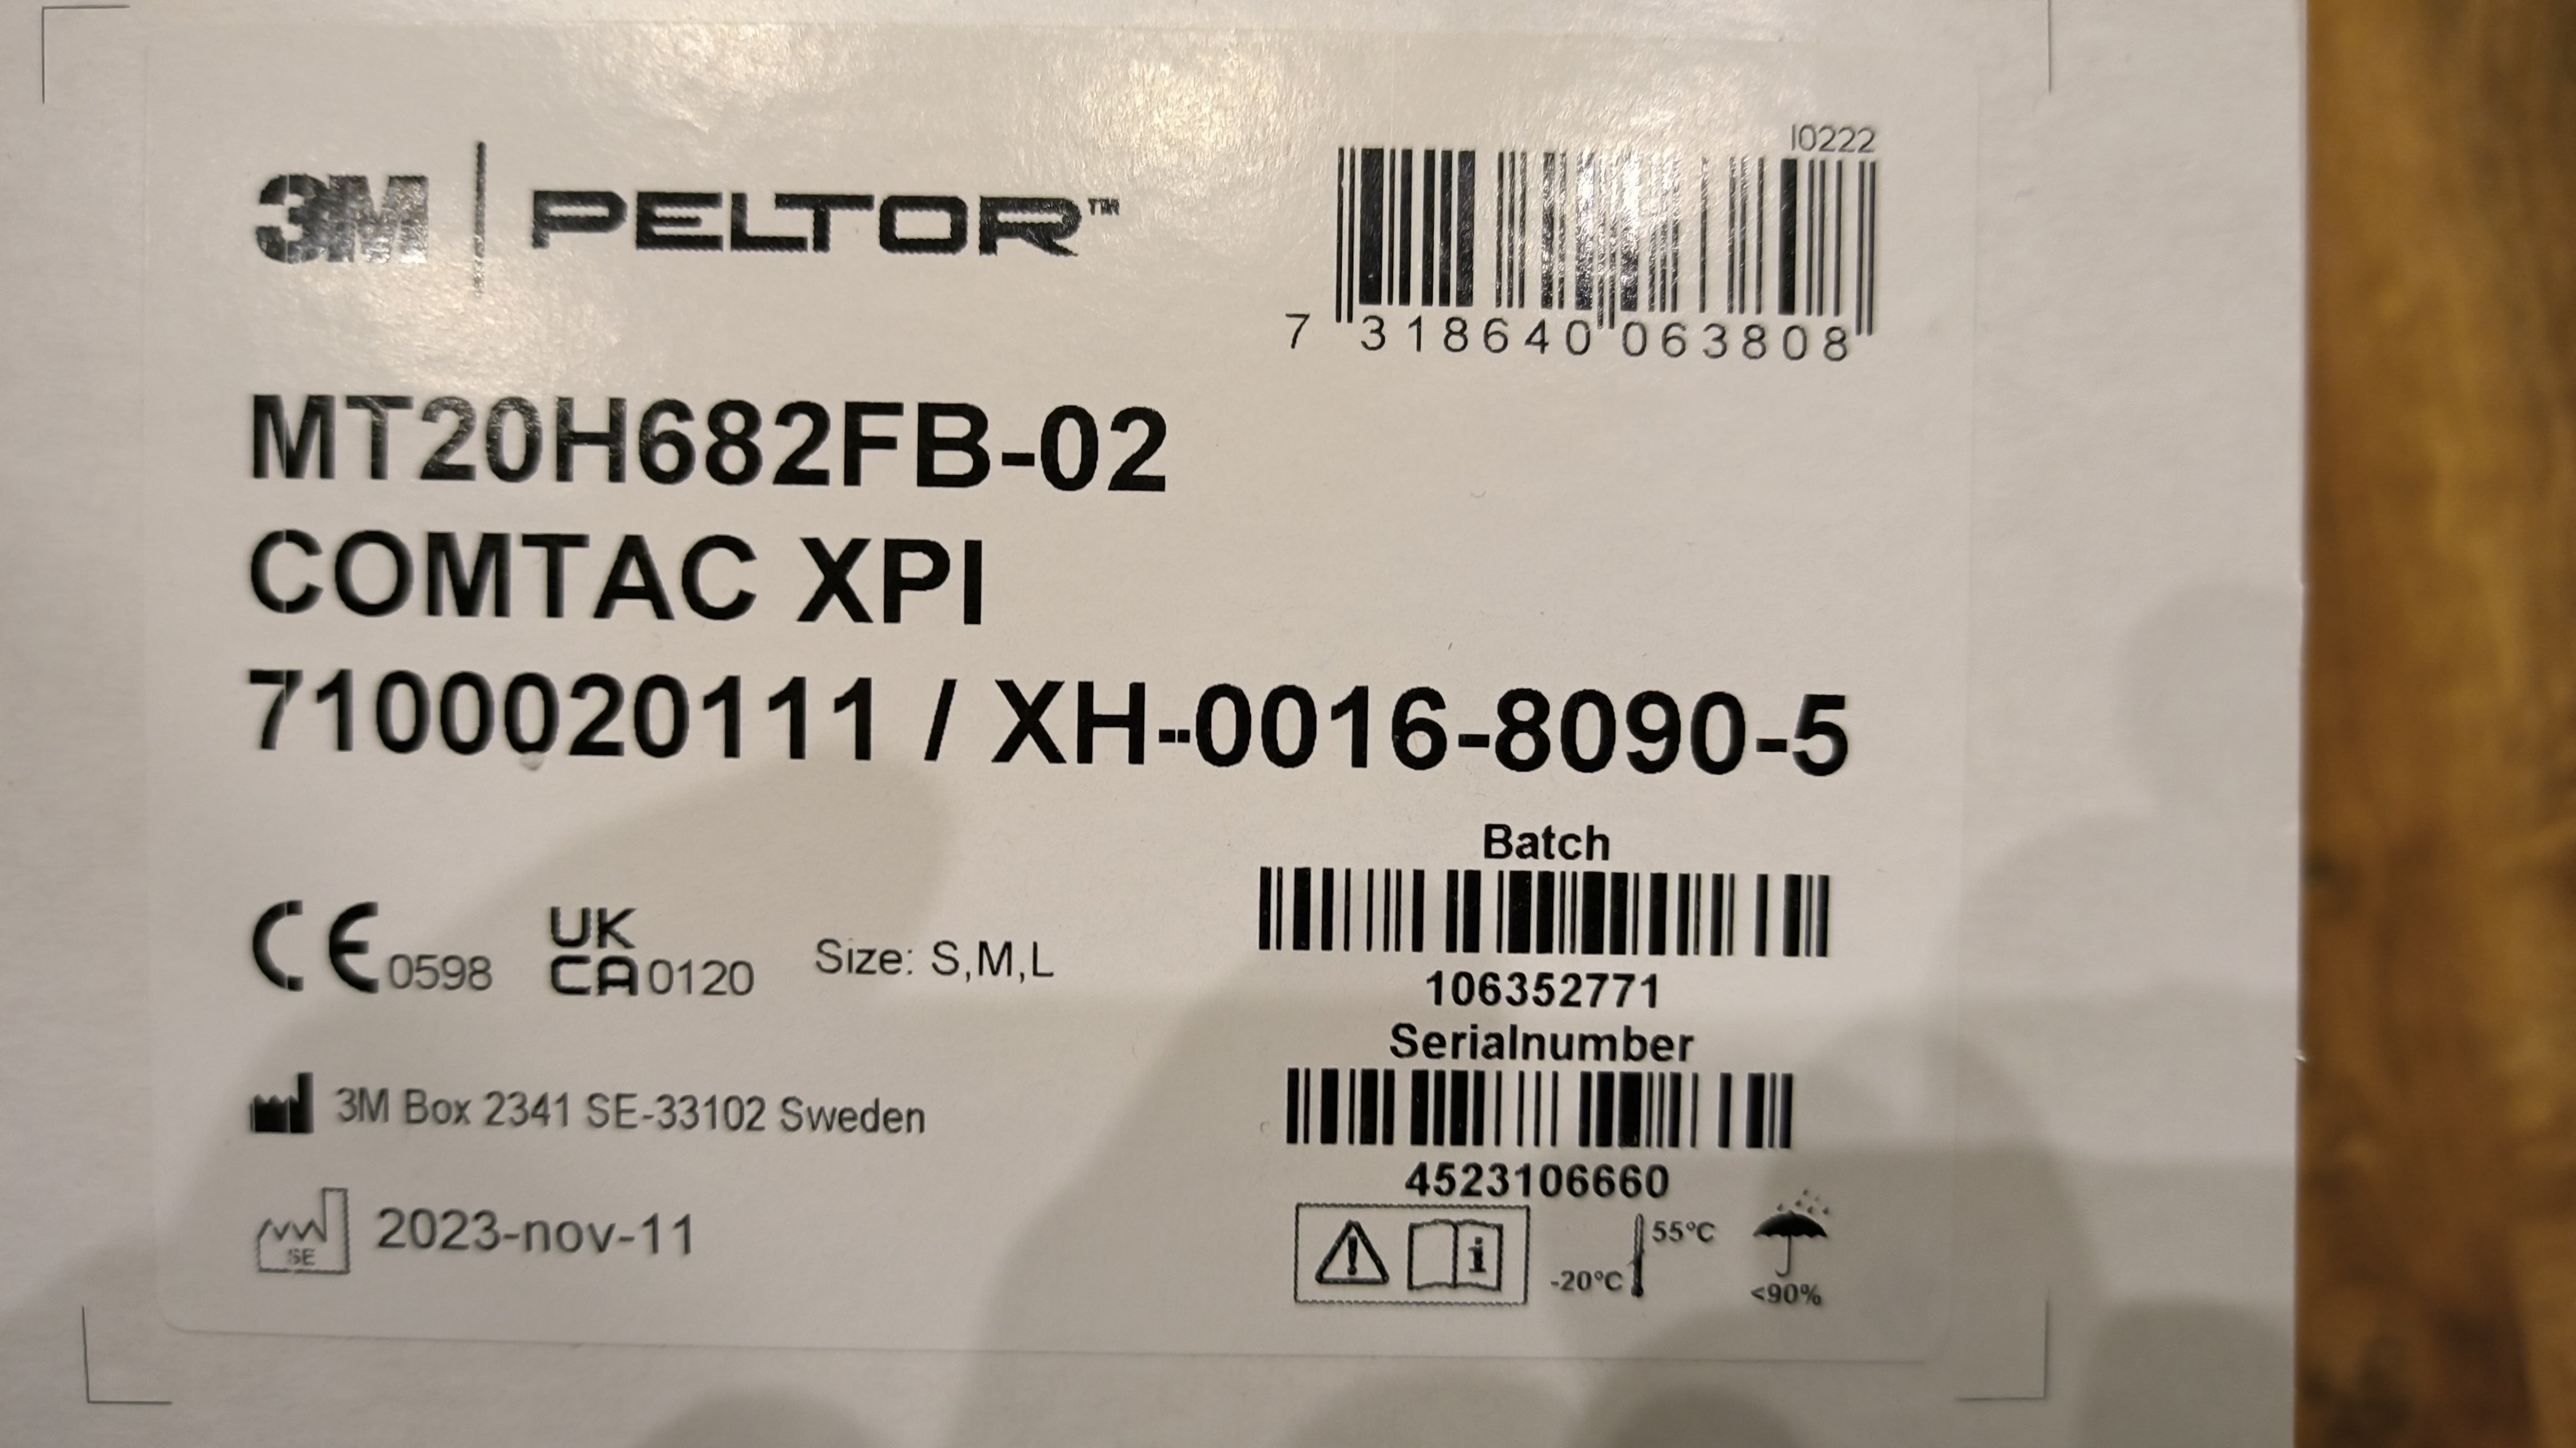 3M PELTOR™
I0222
7 318640 063808
MT20H682FB-02
COMTAC XPI
7100020111 / XH-0016-8090-5
CE 0598
UK
CA 0120
Size: S,M,L
Batch
106352771
Serialnumber
4523106660
3M Box 2341 SE-33102 Sweden
SE
2023-nov-11
i
-20°C
55°C
<90%